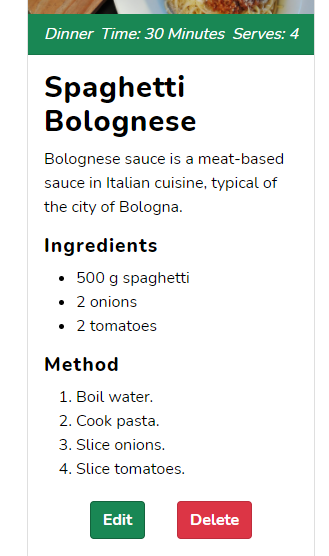 Dinner Time: 30 Minutes Serves: 4
Spaghetti
Bolognese
Bolognese sauce is a meat-based
sauce in Italian cuisine, typical of
the city of Bologna.
Ingredients
• 500 g spaghetti
• 2 onions
• 2 tomatoes
Method
1. Boil water.
2. Cook pasta.
3. Slice onions.
4. Slice tomatoes.
Edit Delete